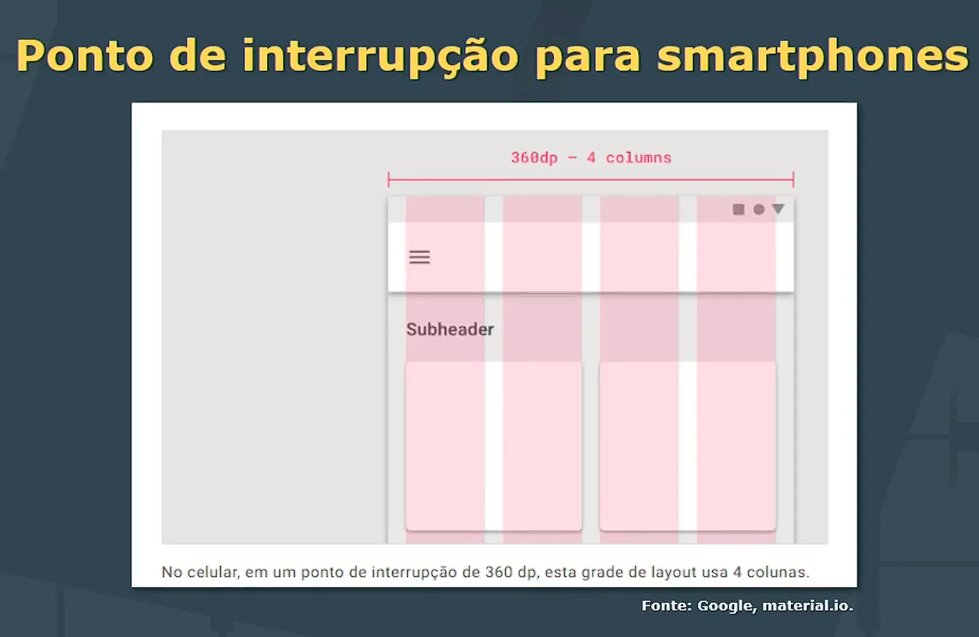 Ponto de interrupção para smartphones
360dp – 4 columns
Subheader
No celular, em um ponto de interrupção de 360 dp, esta grade de layout usa 4 colunas.
Fonte: Google, material.io.